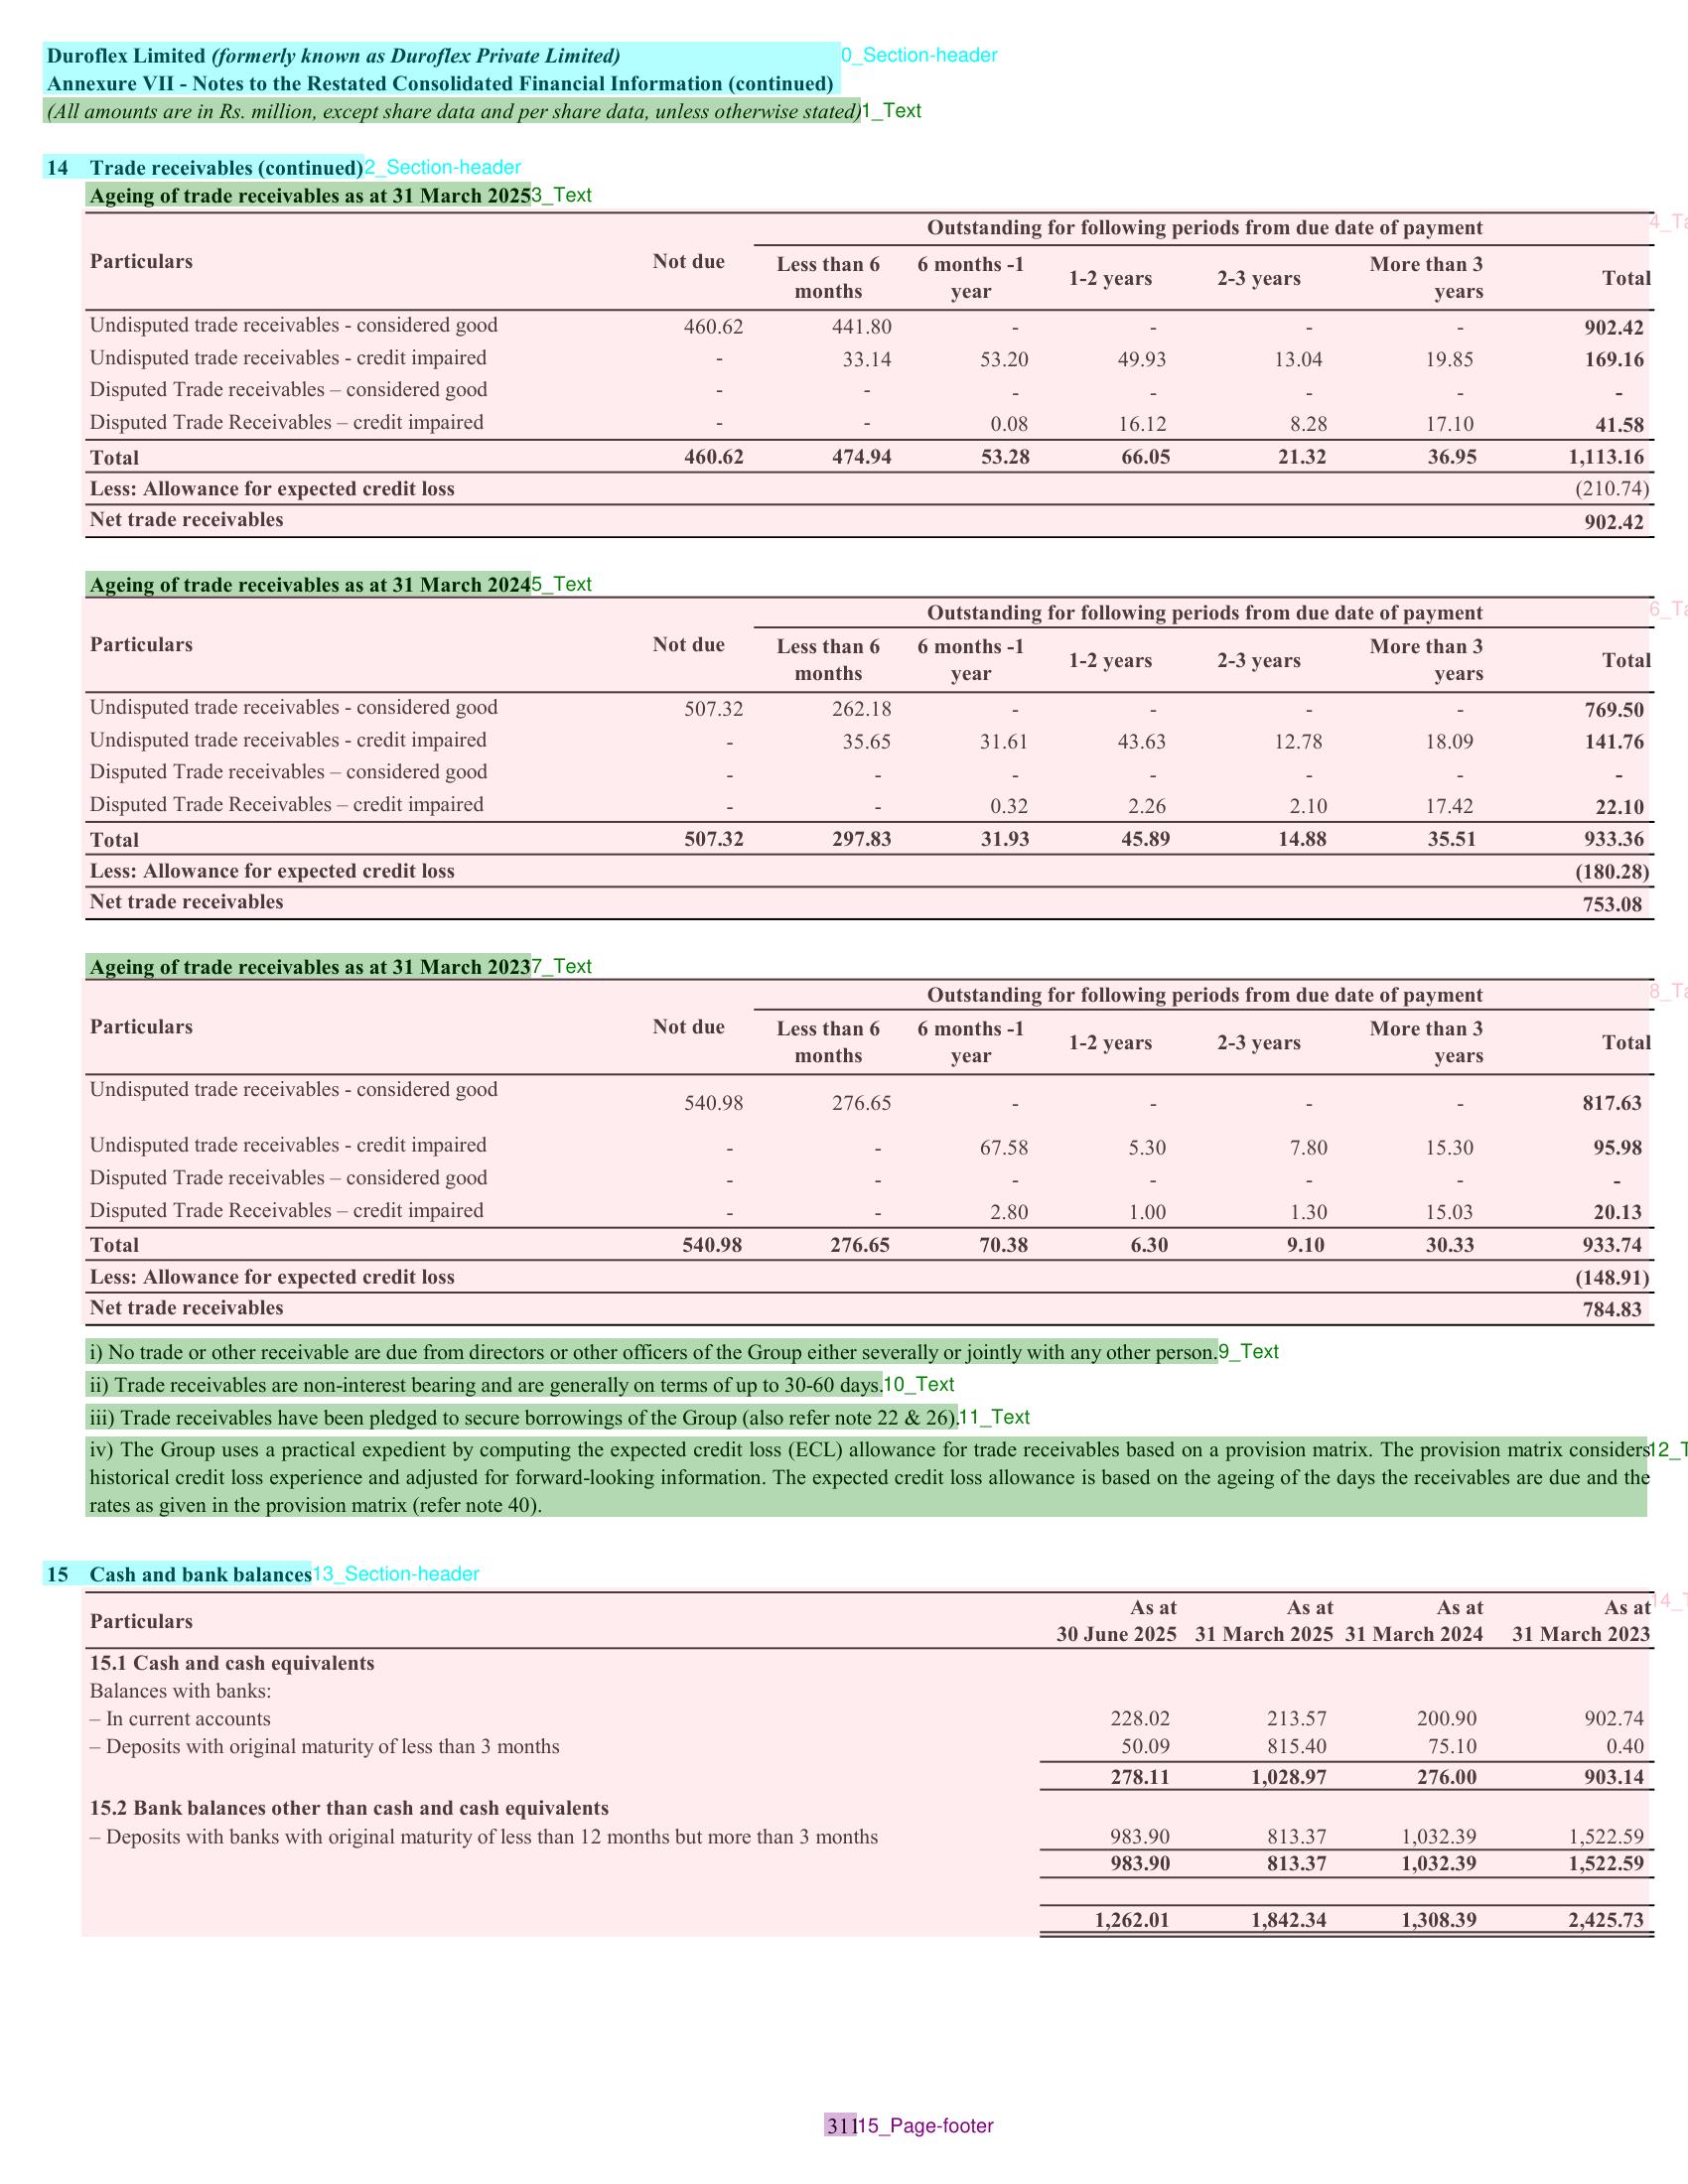 Duroflex Limited (formerly known as Duroflex Private Limited) 0_Section-header
Annexure VII - Notes to the Restated Consolidated Financial Information (continued)
(All amounts are in Rs. million, except share data and per share data, unless otherwise stated) 1_Text
14 Trade receivables (continued) 2_Section-header
Ageing of trade receivables as at 31 March 2025 3_Text
Outstanding for following periods from due date of payment
Particulars Not due Less than 6 months 6 months -1 year 1-2 years 2-3 years More than 3 years Total
Undisputed trade receivables - considered good 460.62 441.80 - - - - 902.42
Undisputed trade receivables - credit impaired - 33.14 53.20 49.93 13.04 19.85 169.16
Disputed Trade receivables – considered good - - - - - - -
Disputed Trade Receivables – credit impaired - - 0.08 16.12 8.28 17.10 41.58
Total 460.62 474.94 53.28 66.05 21.32 36.95 1,113.16
Less: Allowance for expected credit loss (210.74)
Net trade receivables 902.42
Ageing of trade receivables as at 31 March 2024 5_Text
Outstanding for following periods from due date of payment
Particulars Not due Less than 6 months 6 months -1 year 1-2 years 2-3 years More than 3 years Total
Undisputed trade receivables - considered good 507.32 262.18 - - - - 769.50
Undisputed trade receivables - credit impaired - 35.65 31.61 43.63 12.78 18.09 141.76
Disputed Trade receivables – considered good - - - - - - -
Disputed Trade Receivables – credit impaired - - 0.32 2.26 2.10 17.42 22.10
Total 507.32 297.83 31.93 45.89 14.88 35.51 933.36
Less: Allowance for expected credit loss (180.28)
Net trade receivables 753.08
Ageing of trade receivables as at 31 March 2023 7_Text
Outstanding for following periods from due date of payment
Particulars Not due Less than 6 months 6 months -1 year 1-2 years 2-3 years More than 3 years Total
Undisputed trade receivables - considered good 540.98 276.65 - - - - 817.63
Undisputed trade receivables - credit impaired - - 67.58 5.30 7.80 15.30 95.98
Disputed Trade receivables – considered good - - - - - - -
Disputed Trade Receivables – credit impaired - - 2.80 1.00 1.30 15.03 20.13
Total 540.98 276.65 70.38 6.30 9.10 30.33 933.74
Less: Allowance for expected credit loss (148.91)
Net trade receivables 784.83
i) No trade or other receivable are due from directors or other officers of the Group either severally or jointly with any other person. 9_Text
ii) Trade receivables are non-interest bearing and are generally on terms of up to 30-60 days. 10_Text
iii) Trade receivables have been pledged to secure borrowings of the Group (also refer note 22 & 26). 11_Text
iv) The Group uses a practical expedient by computing the expected credit loss (ECL) allowance for trade receivables based on a provision matrix. The provision matrix considers
historical credit loss experience and adjusted for forward-looking information. The expected credit loss allowance is based on the ageing of the days the receivables are due and the
rates as given in the provision matrix (refer note 40).
15 Cash and bank balances 13_Section-header
Particulars As at 30 June 2025 As at 31 March 2025 As at 31 March 2024 As at 31 March 2023
15.1 Cash and cash equivalents
Balances with banks:
– In current accounts 228.02 213.57 200.90 902.74
– Deposits with original maturity of less than 3 months 50.09 815.40 75.10 0.40
278.11 1,028.97 276.00 903.14
15.2 Bank balances other than cash and cash equivalents
– Deposits with banks with original maturity of less than 12 months but more than 3 months 983.90 813.37 1,032.39 1,522.59
983.90 813.37 1,032.39 1,522.59
1,262.01 1,842.34 1,308.39 2,425.73
311 15_Page-footer